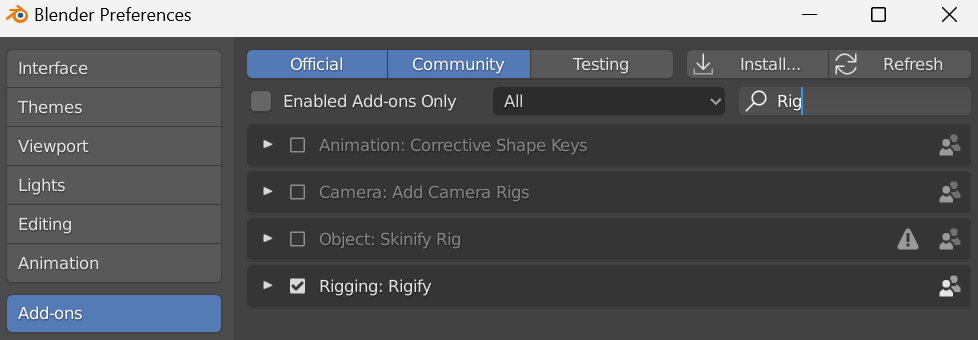 Blender Preferences
Interface
Themes
Viewport
Lights
Editing
Animation
Add-ons
Official Community Testing Install... Refresh
Enabled Add-ons Only All Rig
Animation: Corrective Shape Keys
Camera: Add Camera Rigs
Object: Skinify Rig
Rigging: Rigify